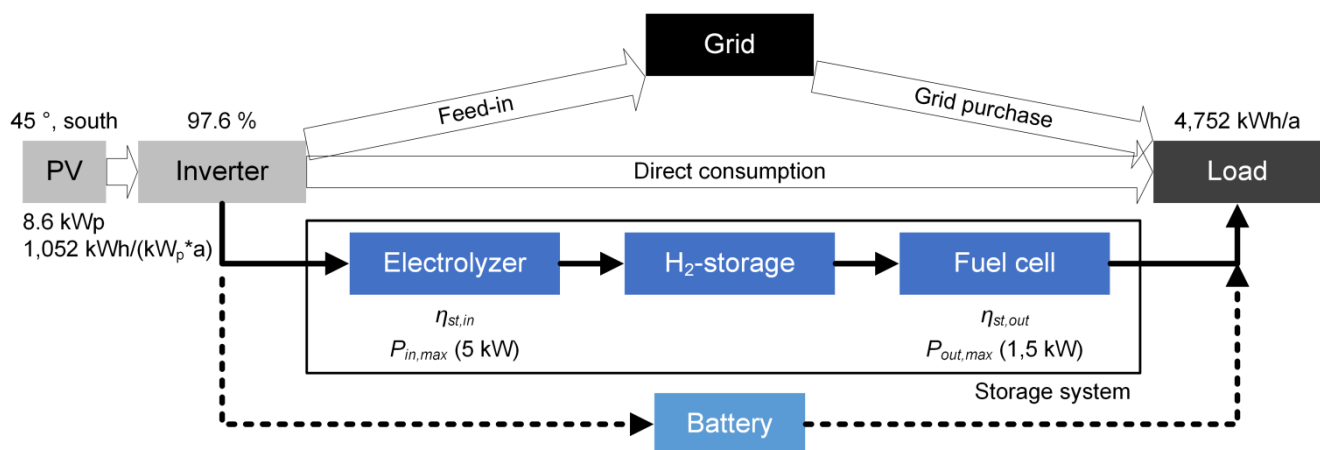 Grid
Feed-in
Grid purchase
45 °, south
97.6 %
4,752 kWh/a
PV
Inverter
Direct consumption
Load
8.6 kWp
1,052 kWh/(kWp*a)
Electrolyzer
H2-storage
Fuel cell
ηst,in
ηst,out
Pin,max (5 kW)
Pout,max (1,5 kW)
Storage system
Battery